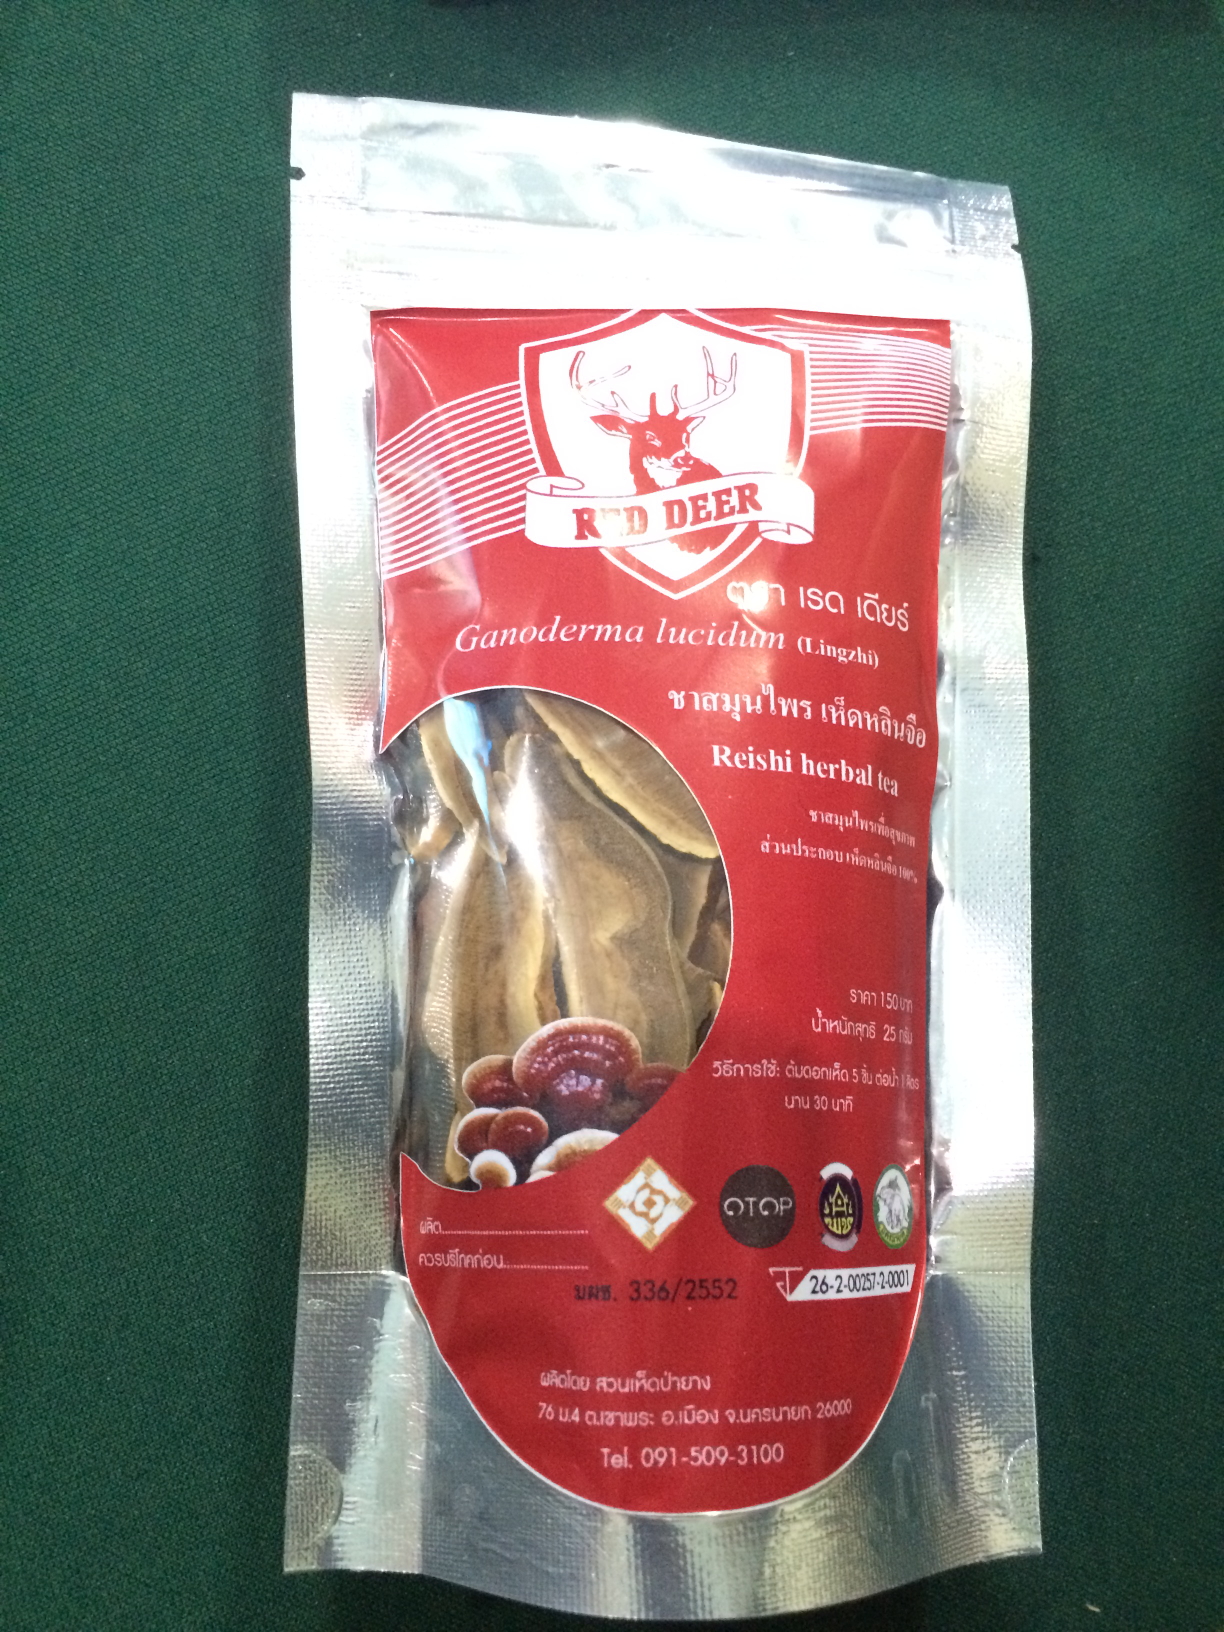 RED DEER
ตรา เรด เดียร์
Ganoderma lucidum (Lingzhi)
ชาสมุนไพร เห็ดหลินจือ
Reishi herbal tea
ชาสมุนไพรเพื่อสุขภาพ
ส่วนประกอบ เห็ดหลินจือ 100%
ราคา 150 บาท
น้ำหนักสุทธิ 25 กรัม
วิธีการใช้: ต้มดอกเห็ด 5 ชิ้น ต่อน้ำ 1 ลิตร
นาน 30 นาที
OTOP
ผลิต
ควรบริโภคก่อน
มผช. 336/2552
26-2-00257-2-0001
ผลิตโดย สวนเห็ดป่ายาง
76 ม.4 ต.เขาพระ อ.เมือง จ.นครนายก 26000
Tel. 091-509-3100